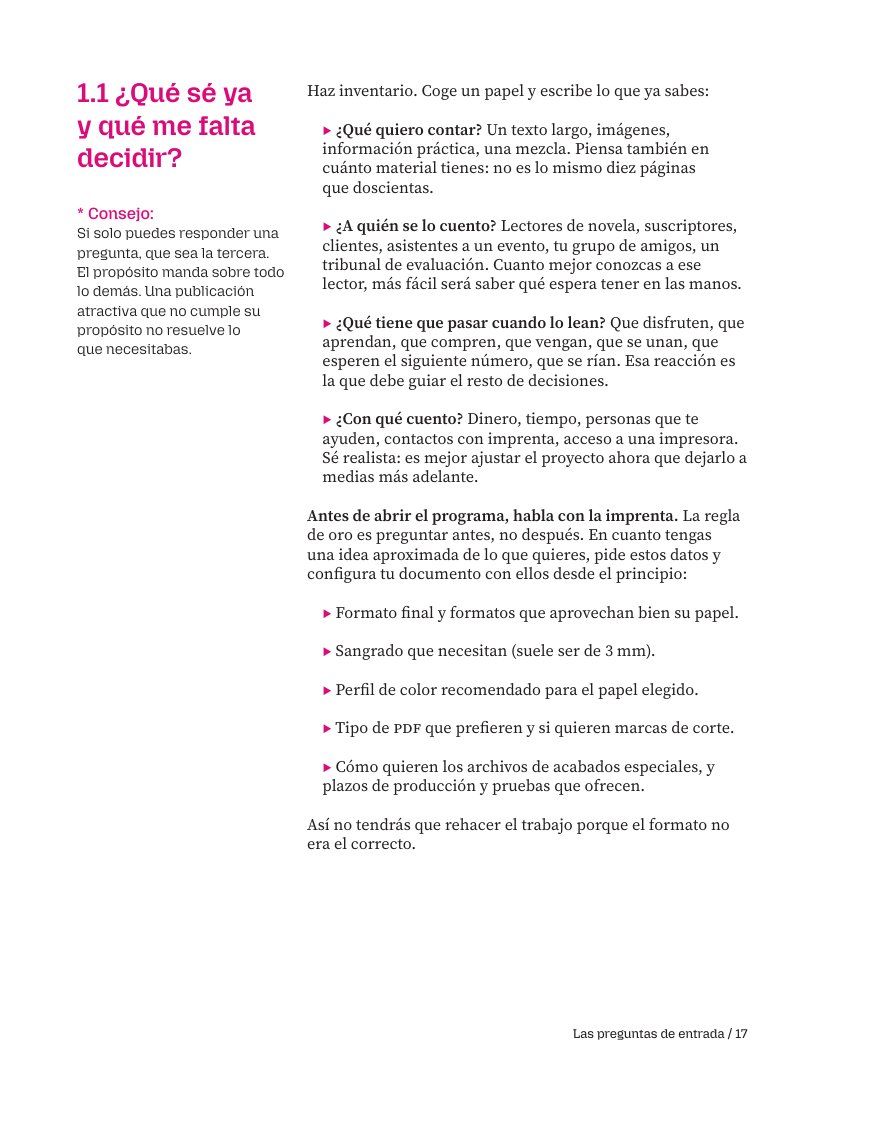 1.1 ¿Qué sé ya
y qué me falta
decidir?
* Consejo:
Si solo puedes responder una
pregunta, que sea la tercera.
El propósito manda sobre todo
lo demás. Una publicación
atractiva que no cumple su
propósito no resuelve lo
que necesitabas.
Haz inventario. Coge un papel y escribe lo que ya sabes:
▶ ¿Qué quiero contar? Un texto largo, imágenes,
información práctica, una mezcla. Piensa también en
cuánto material tienes: no es lo mismo diez páginas
que doscientas.
▶ ¿A quién se lo cuento? Lectores de novela, suscriptores,
clientes, asistentes a un evento, tu grupo de amigos, un
tribunal de evaluación. Cuanto mejor conozcas a ese
lector, más fácil será saber qué espera tener en las manos.
▶ ¿Qué tiene que pasar cuando lo lean? Que disfruten, que
aprendan, que compren, que vengan, que se unan, que
esperen el siguiente número, que se rían. Esa reacción es
la que debe guiar el resto de decisiones.
▶ ¿Con qué cuento? Dinero, tiempo, personas que te
ayuden, contactos con imprenta, acceso a una impresora.
Sé realista: es mejor ajustar el proyecto ahora que dejarlo a
medias más adelante.
Antes de abrir el programa, habla con la imprenta. La regla
de oro es preguntar antes, no después. En cuanto tengas
una idea aproximada de lo que quieres, pide estos datos y
configura tu documento con ellos desde el principio:
▶ Formato final y formatos que aprovechan bien su papel.
▶ Sangrado que necesitan (suele ser de 3 mm).
▶ Perfil de color recomendado para el papel elegido.
▶ Tipo de PDF que prefieren y si quieren marcas de corte.
▶ Cómo quieren los archivos de acabados especiales, y
plazos de producción y pruebas que ofrecen.
Así no tendrás que rehacer el trabajo porque el formato no
era el correcto.
Las preguntas de entrada / 17